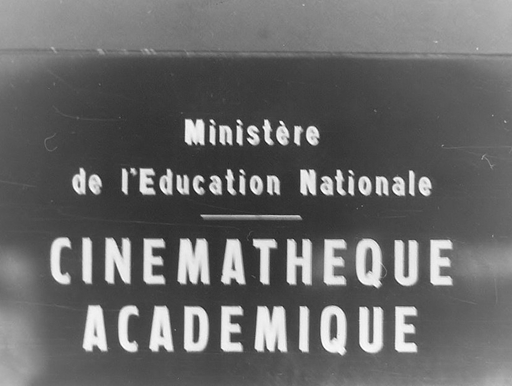 Ministère
de l'Education Nationale
CINEMATHEQUE
ACADEMIQUE